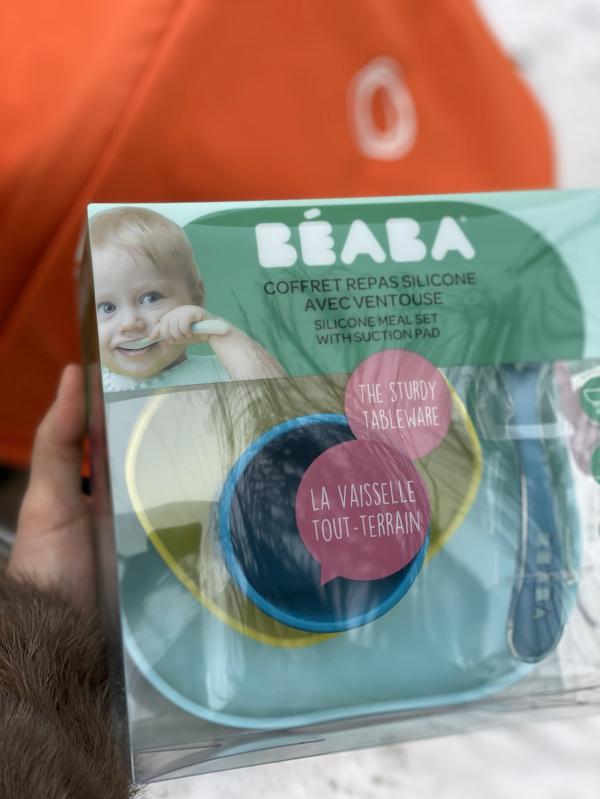 BÉABA
COFFRET REPAS SILICONE
AVEC VENTOUSE
SILICONE MEAL SET
WITH SUCTION PAD
THE STURDY
TABLEWARE
LA VAISSELLE
TOUT-TERRAIN
BÉABA